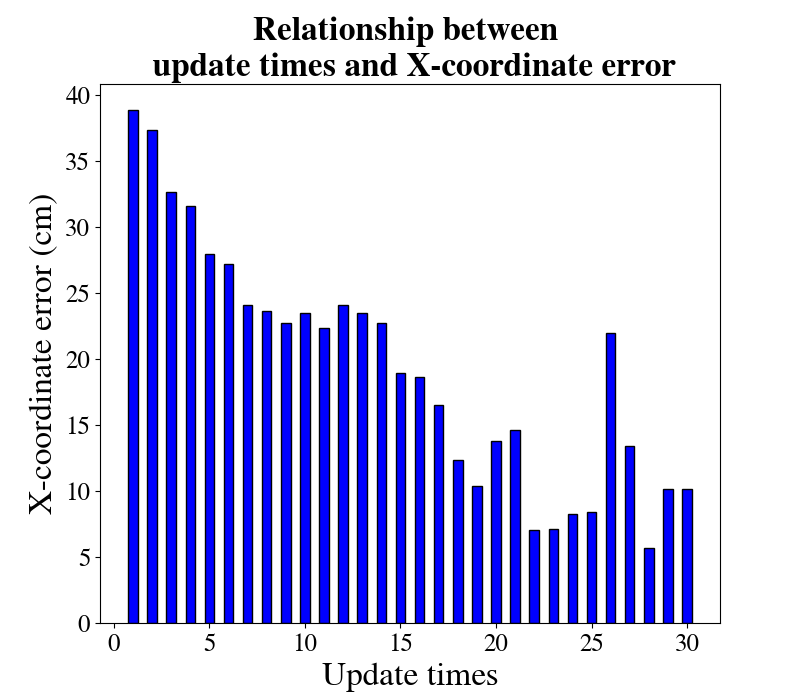 Relationship between
update times and X-coordinate error
X-coordinate error (cm)
40
35
30
25
20
15
10
5
0
0 5 10 15 20 25 30
Update times